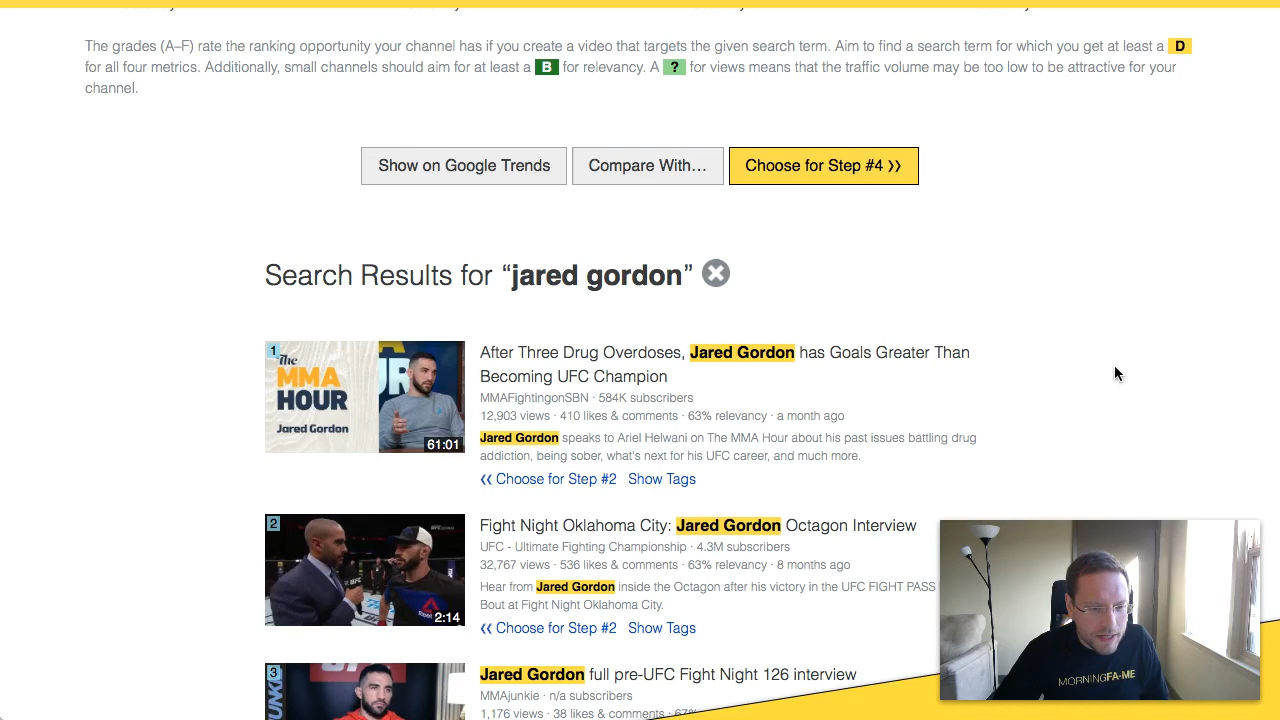 The grades (A–F) rate the ranking opportunity your channel has if you create a video that targets the given search term. Aim to find a search term for which you get at least a D
for all four metrics. Additionally, small channels should aim for at least a B for relevancy. A ? for views means that the traffic volume may be too low to be attractive for your
channel.
Show on Google Trends Compare With… Choose for Step #4 》
Search Results for “jared gordon”
1
The
MMA
HOUR
Jared Gordon
61:01
After Three Drug Overdoses, Jared Gordon has Goals Greater Than
Becoming UFC Champion
MMAFightingonSBN · 584K subscribers
12,903 views · 410 likes & comments · 63% relevancy · a month ago
Jared Gordon speaks to Ariel Helwani on The MMA Hour about his past issues battling drug
addiction, being sober, what's next for his UFC career, and much more.
《 Choose for Step #2 Show Tags
2
2:14
Fight Night Oklahoma City: Jared Gordon Octagon Interview
UFC - Ultimate Fighting Championship · 4.3M subscribers
32,767 views · 536 likes & comments · 63% relevancy · 8 months ago
Hear from Jared Gordon inside the Octagon after his victory in the UFC FIGHT PASS
Bout at Fight Night Oklahoma City.
《 Choose for Step #2 Show Tags
3
Jared Gordon full pre-UFC Fight Night 126 interview
MMAjunkie · n/a subscribers
1,176 views · 38 likes & comments · 67%
MORNINGFA-ME